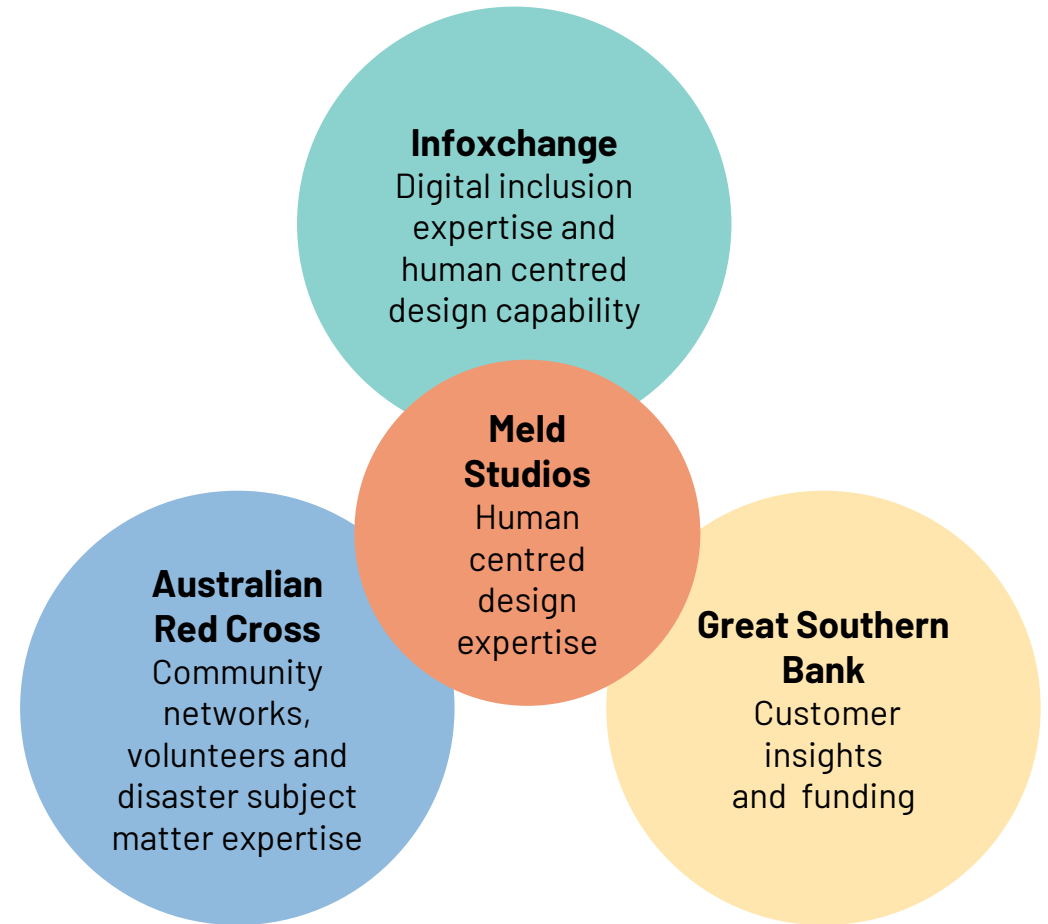 Infoxchange
Digital inclusion
expertise and
human centred
design capability
Meld
Studios
Human
centred
design
expertise
Australian
Red Cross
Community
networks,
volunteers and
disaster subject
matter expertise
Great Southern
Bank
Customer
insights
and funding